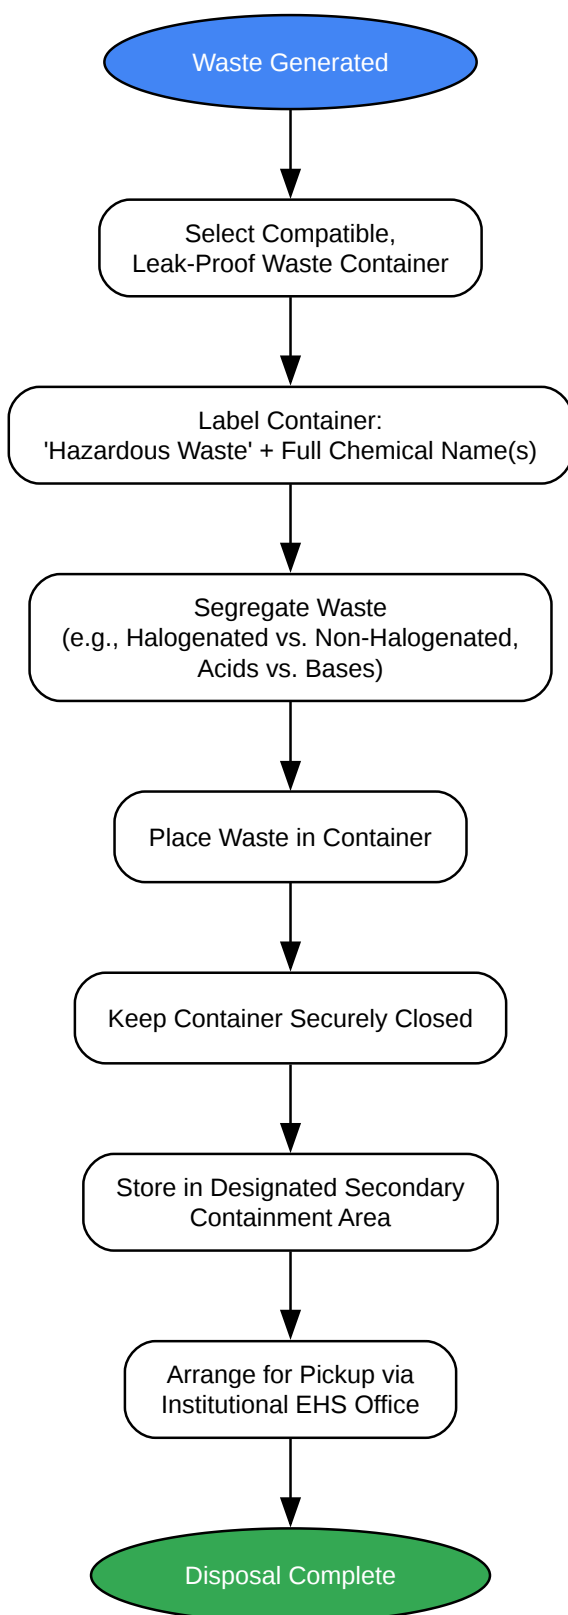 Waste Generated
Select Compatible,
Leak-Proof Waste Container
Label Container:
'Hazardous Waste' + Full Chemical Name(s)
Segregate Waste
(e.g., Halogenated vs. Non-Halogenated,
Acids vs. Bases)
Place Waste in Container
Keep Container Securely Closed
Store in Designated Secondary
Containment Area
Arrange for Pickup via
Institutional EHS Office
Disposal Complete